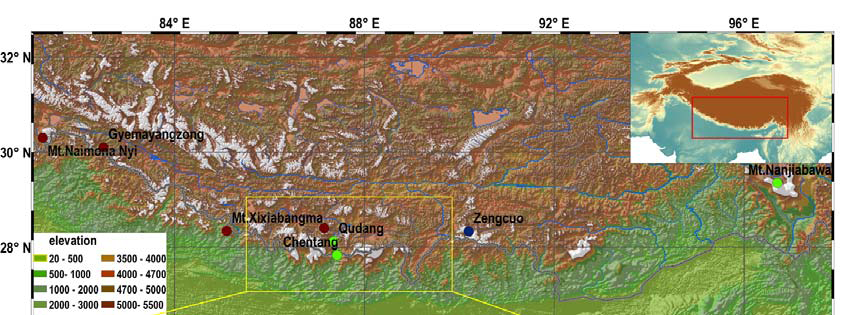 84° E 88° E 92° E 96° E
32° N
30° N
28° N
Gyemayangzong
Mt.Naimona Nyi
Mt.Nanjiabawa
Mt.Xixiabangma
Qudang
Zengcuo
Chentang
elevation
20 - 500 3500 - 4000
500- 1000 4000 - 4700
1000 - 2000 4700 - 5000
2000 - 3000 5000- 5500